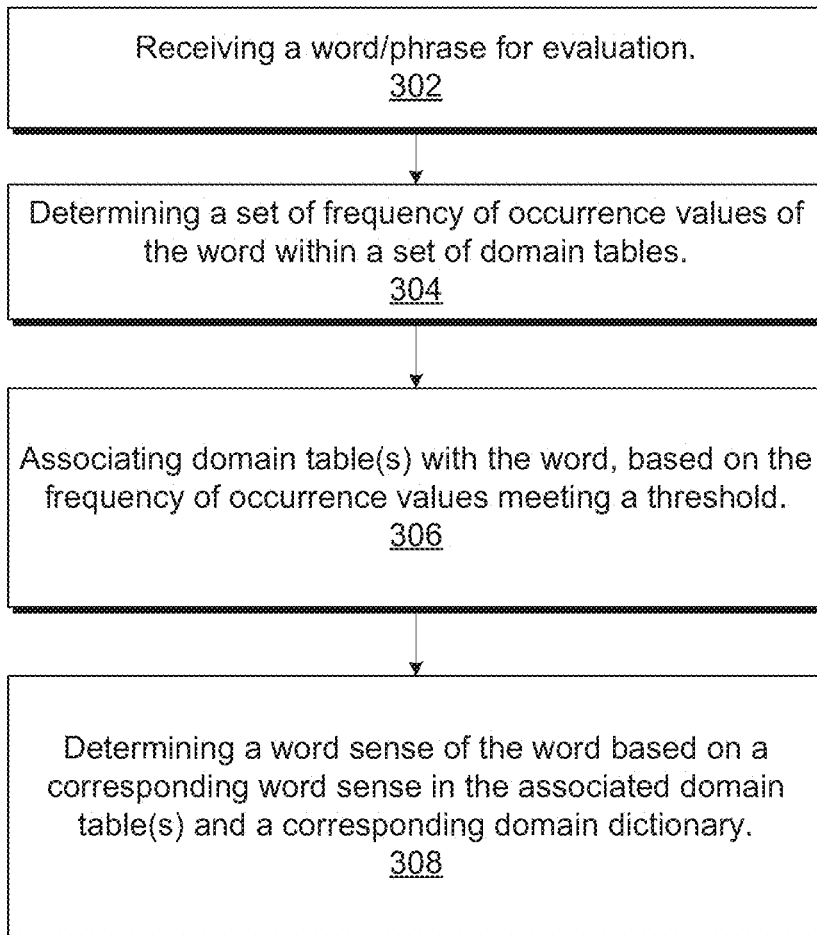 Receiving a word/phrase for evaluation.
302
Determining a set of frequency of occurrence values of
the word within a set of domain tables.
304
Associating domain table(s) with the word, based on the
frequency of occurrence values meeting a threshold.
306
Determining a word sense of the word based on a
corresponding word sense in the associated domain
table(s) and a corresponding domain dictionary.
308